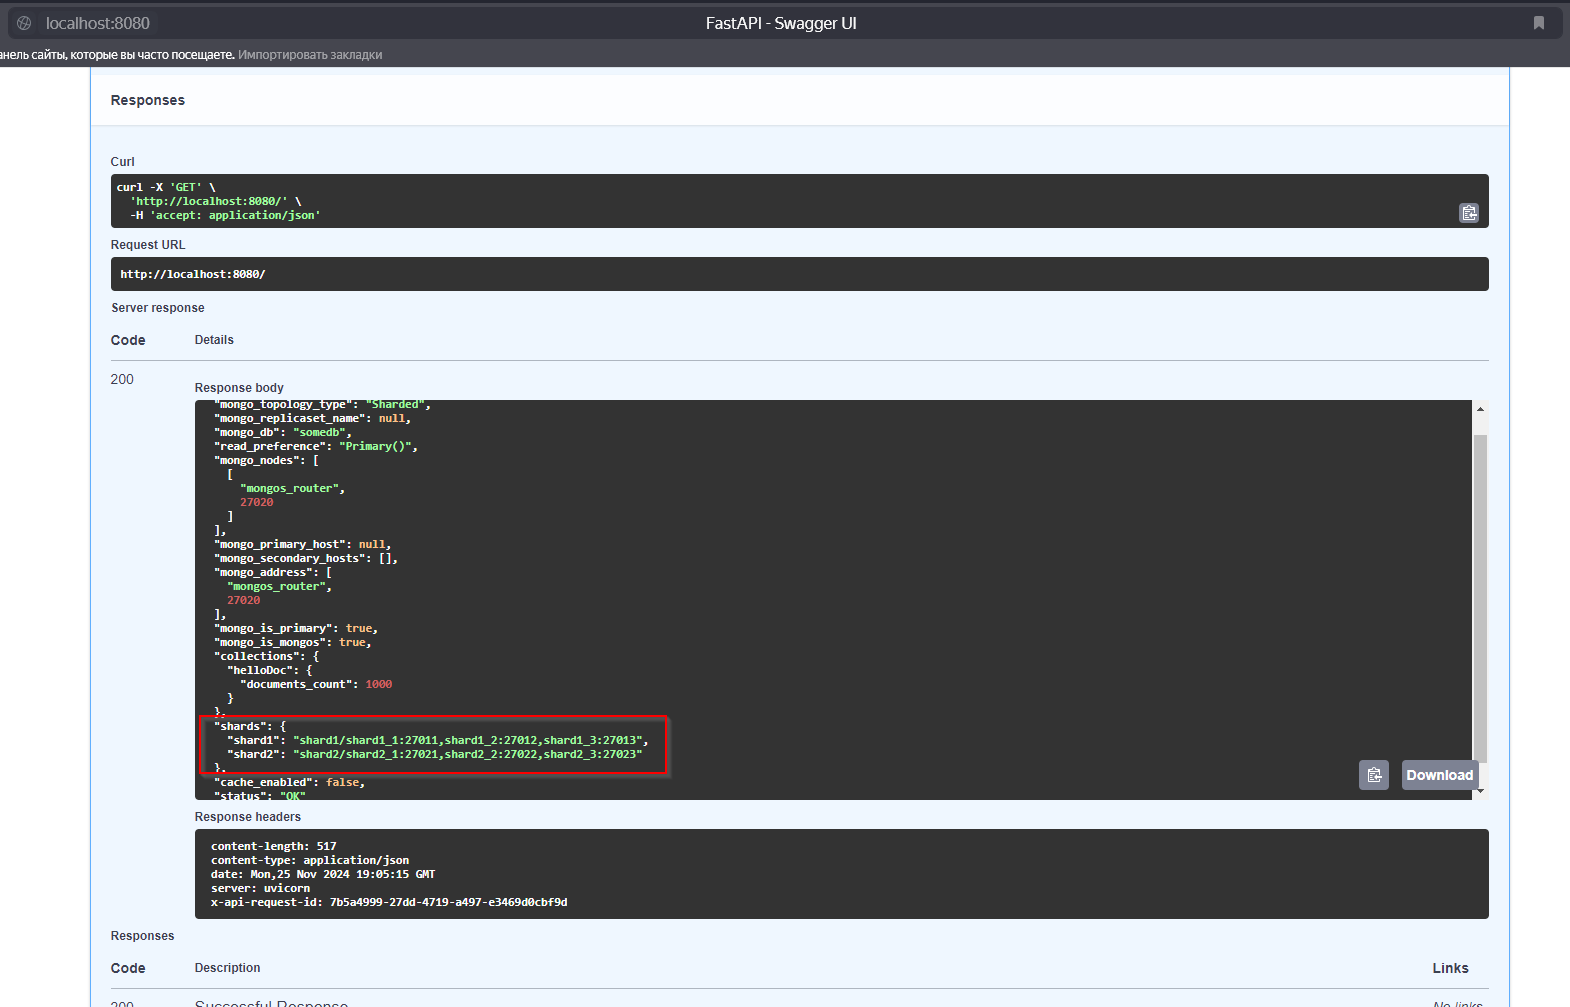 localhost:8080
FastAPI - Swagger UI
анель сайты, которые вы часто посещаете. Импортировать закладки
Responses
Curl
curl -X 'GET' \
  'http://localhost:8080/' \
  -H 'accept: application/json'
Request URL
http://localhost:8080/
Server response
Code Details
200
Response body
"mongo_topology_type": "Sharded",
"mongo_replicaset_name": null,
"mongo_db": "somedb",
"read_preference": "Primary()",
"mongo_nodes": [
  [
    "mongos_router",
    27020
  ]
],
"mongo_primary_host": null,
"mongo_secondary_hosts": [],
"mongo_address": [
  "mongos_router",
  27020
],
"mongo_is_primary": true,
"mongo_is_mongos": true,
"collections": {
  "helloDoc": {
    "documents_count": 1000
  }
},
"shards": {
  "shard1": "shard1/shard1_1:27011,shard1_2:27012,shard1_3:27013",
  "shard2": "shard2/shard2_1:27021,shard2_2:27022,shard2_3:27023"
},
"cache_enabled": false,
"status": "OK"
Download
Response headers
content-length: 517
content-type: application/json
date: Mon,25 Nov 2024 19:05:15 GMT
server: uvicorn
x-api-request-id: 7b5a4999-27dd-4719-a497-e3469d0cbf9d
Responses
Code Description Links
200 Successful Response No links